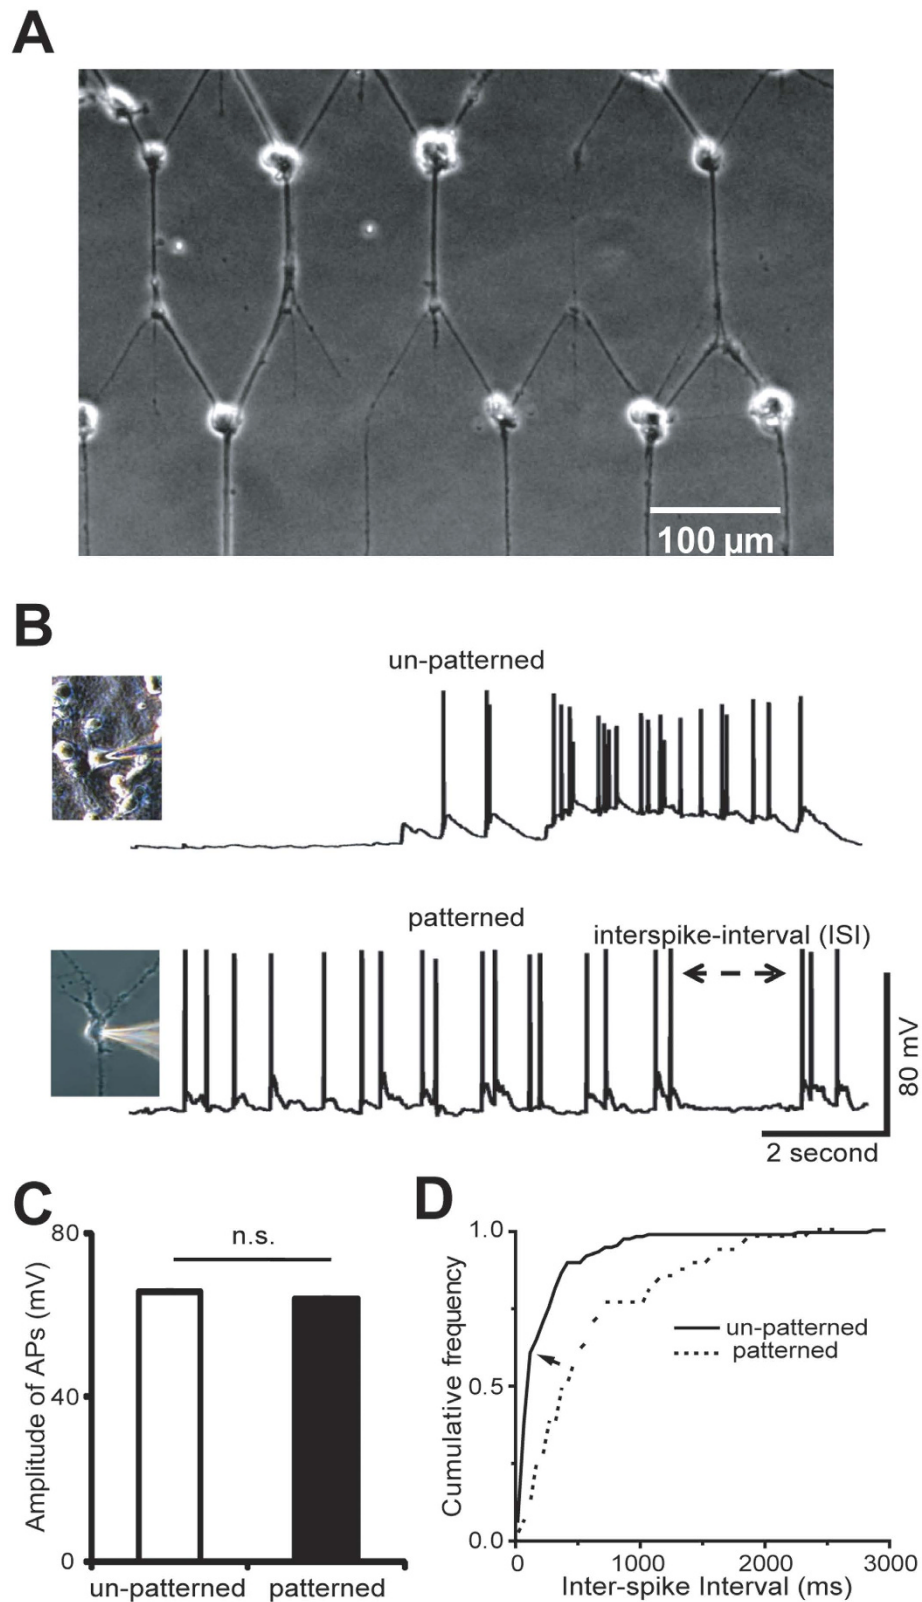 A
100 µm
B
un-patterned
patterned
interspike-interval (ISI)
80 mV
2 second
C
80
n.s.
40
0
Amplitude of APs (mV)
un-patterned patterned
D
1.0
0.5
0.0
Cumulative frequency
un-patterned
patterned
0 1000 2000 3000
Inter-spike Interval (ms)